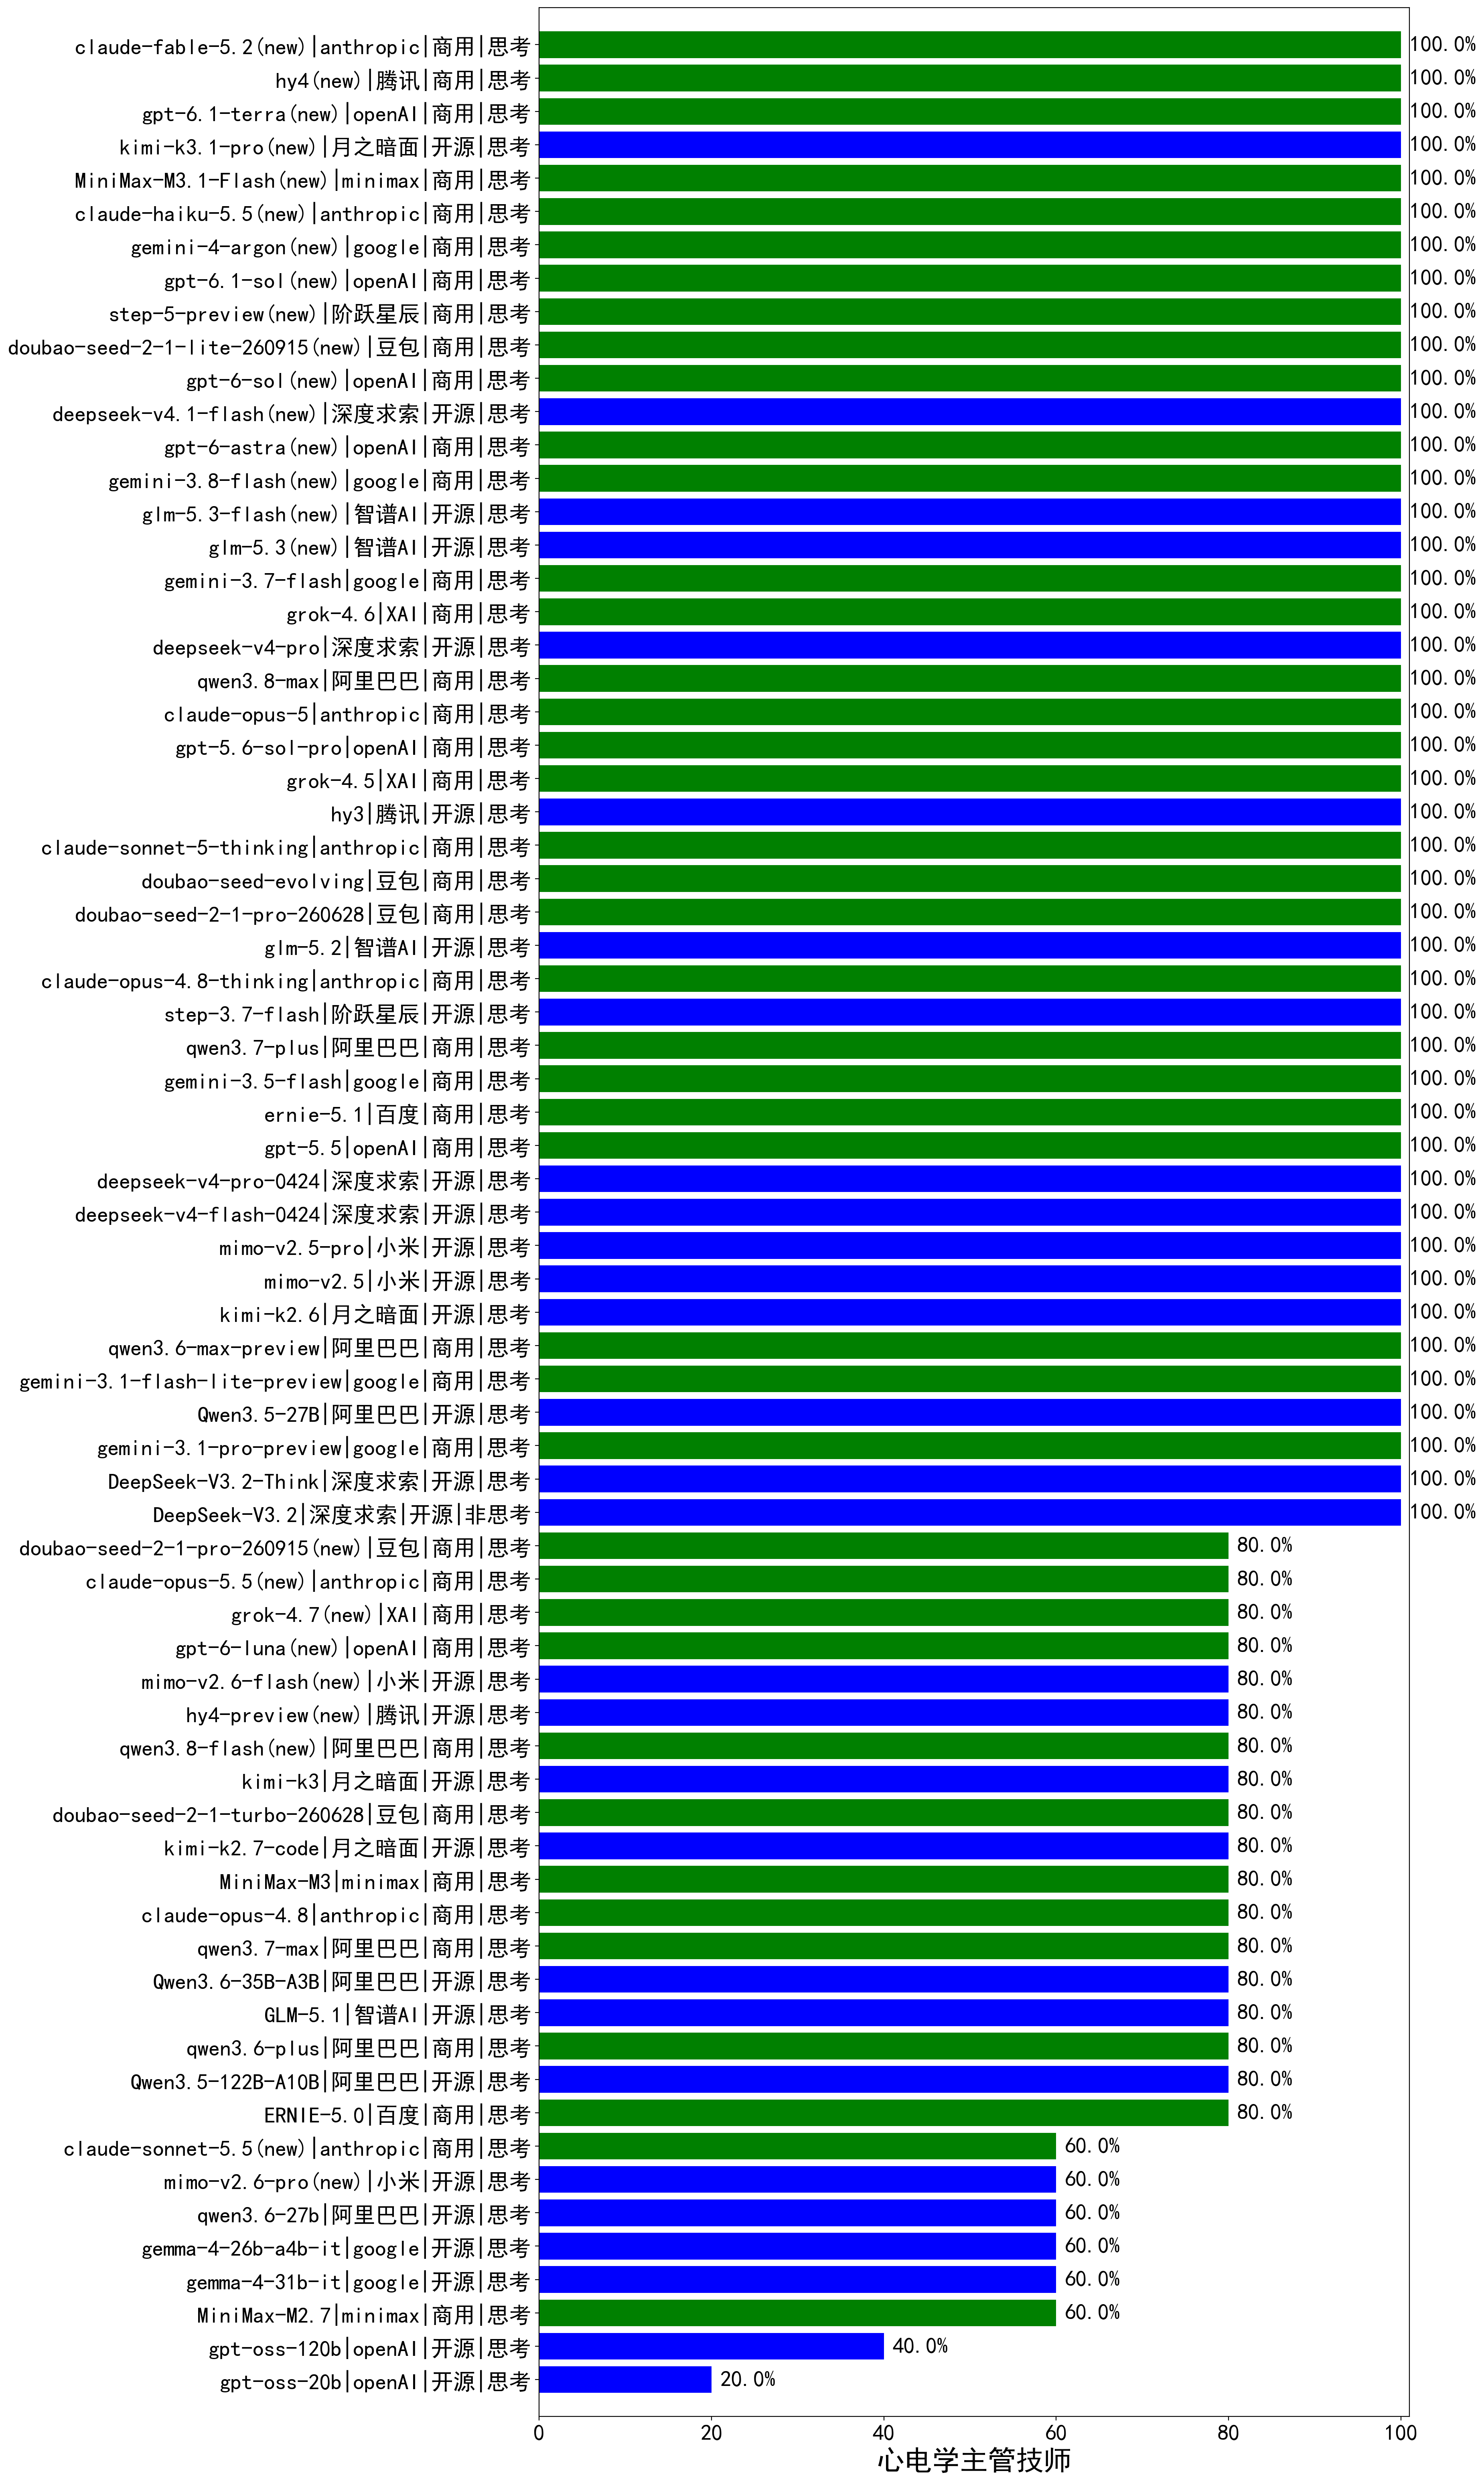 claude-fable-5.2(new)|anthropic|商用|思考 100.0%
hy4(new)|腾讯|商用|思考 100.0%
gpt-6.1-terra(new)|openAI|商用|思考 100.0%
kimi-k3.1-pro(new)|月之暗面|开源|思考 100.0%
MiniMax-M3.1-Flash(new)|minimax|商用|思考 100.0%
claude-haiku-5.5(new)|anthropic|商用|思考 100.0%
gemini-4-argon(new)|google|商用|思考 100.0%
gpt-6.1-sol(new)|openAI|商用|思考 100.0%
step-5-preview(new)|阶跃星辰|商用|思考 100.0%
doubao-seed-2-1-lite-260915(new)|豆包|商用|思考 100.0%
gpt-6-sol(new)|openAI|商用|思考 100.0%
deepseek-v4.1-flash(new)|深度求索|开源|思考 100.0%
gpt-6-astra(new)|openAI|商用|思考 100.0%
gemini-3.8-flash(new)|google|商用|思考 100.0%
glm-5.3-flash(new)|智谱AI|开源|思考 100.0%
glm-5.3(new)|智谱AI|开源|思考 100.0%
gemini-3.7-flash|google|商用|思考 100.0%
grok-4.6|XAI|商用|思考 100.0%
deepseek-v4-pro|深度求索|开源|思考 100.0%
qwen3.8-max|阿里巴巴|商用|思考 100.0%
claude-opus-5|anthropic|商用|思考 100.0%
gpt-5.6-sol-pro|openAI|商用|思考 100.0%
grok-4.5|XAI|商用|思考 100.0%
hy3|腾讯|开源|思考 100.0%
claude-sonnet-5-thinking|anthropic|商用|思考 100.0%
doubao-seed-evolving|豆包|商用|思考 100.0%
doubao-seed-2-1-pro-260628|豆包|商用|思考 100.0%
glm-5.2|智谱AI|开源|思考 100.0%
claude-opus-4.8-thinking|anthropic|商用|思考 100.0%
step-3.7-flash|阶跃星辰|开源|思考 100.0%
qwen3.7-plus|阿里巴巴|商用|思考 100.0%
gemini-3.5-flash|google|商用|思考 100.0%
ernie-5.1|百度|商用|思考 100.0%
gpt-5.5|openAI|商用|思考 100.0%
deepseek-v4-pro-0424|深度求索|开源|思考 100.0%
deepseek-v4-flash-0424|深度求索|开源|思考 100.0%
mimo-v2.5-pro|小米|开源|思考 100.0%
mimo-v2.5|小米|开源|思考 100.0%
kimi-k2.6|月之暗面|开源|思考 100.0%
qwen3.6-max-preview|阿里巴巴|商用|思考 100.0%
gemini-3.1-flash-lite-preview|google|商用|思考 100.0%
Qwen3.5-27B|阿里巴巴|开源|思考 100.0%
gemini-3.1-pro-preview|google|商用|思考 100.0%
DeepSeek-V3.2-Think|深度求索|开源|思考 100.0%
DeepSeek-V3.2|深度求索|开源|非思考 100.0%
doubao-seed-2-1-pro-260915(new)|豆包|商用|思考 80.0%
claude-opus-5.5(new)|anthropic|商用|思考 80.0%
grok-4.7(new)|XAI|商用|思考 80.0%
gpt-6-luna(new)|openAI|商用|思考 80.0%
mimo-v2.6-flash(new)|小米|开源|思考 80.0%
hy4-preview(new)|腾讯|开源|思考 80.0%
qwen3.8-flash(new)|阿里巴巴|商用|思考 80.0%
kimi-k3|月之暗面|开源|思考 80.0%
doubao-seed-2-1-turbo-260628|豆包|商用|思考 80.0%
kimi-k2.7-code|月之暗面|开源|思考 80.0%
MiniMax-M3|minimax|商用|思考 80.0%
claude-opus-4.8|anthropic|商用|思考 80.0%
qwen3.7-max|阿里巴巴|商用|思考 80.0%
Qwen3.6-35B-A3B|阿里巴巴|开源|思考 80.0%
GLM-5.1|智谱AI|开源|思考 80.0%
qwen3.6-plus|阿里巴巴|商用|思考 80.0%
Qwen3.5-122B-A10B|阿里巴巴|开源|思考 80.0%
ERNIE-5.0|百度|商用|思考 80.0%
claude-sonnet-5.5(new)|anthropic|商用|思考 60.0%
mimo-v2.6-pro(new)|小米|开源|思考 60.0%
qwen3.6-27b|阿里巴巴|开源|思考 60.0%
gemma-4-26b-a4b-it|google|开源|思考 60.0%
gemma-4-31b-it|google|开源|思考 60.0%
MiniMax-M2.7|minimax|商用|思考 60.0%
gpt-oss-120b|openAI|开源|思考 40.0%
gpt-oss-20b|openAI|开源|思考 20.0%
0 20 40 60 80 100
心电学主管技师